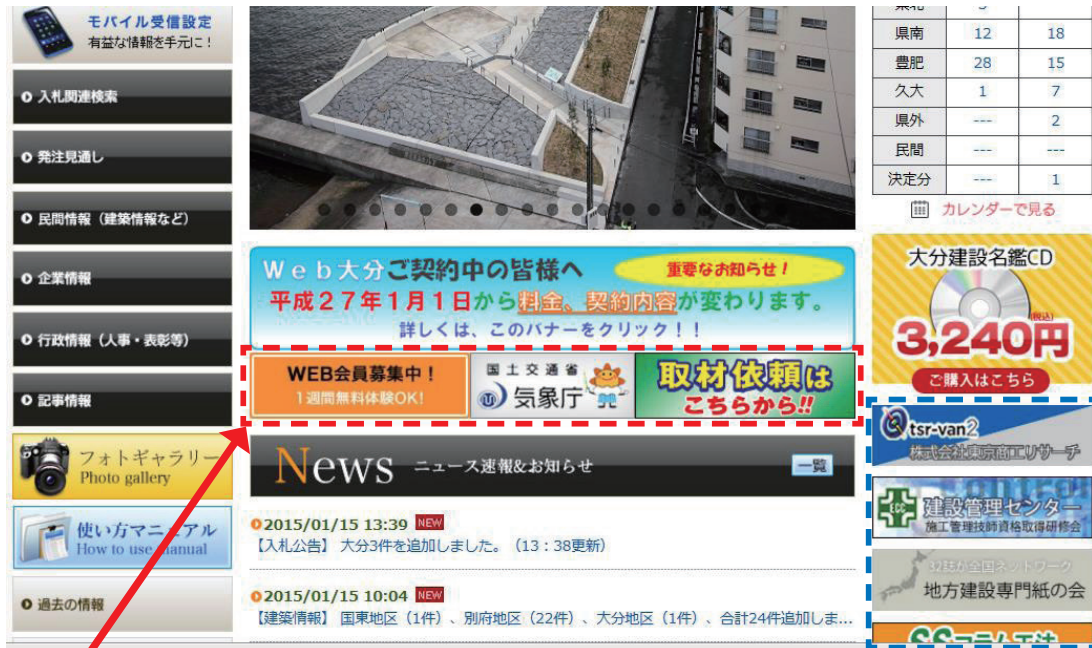 モバイル受信設定
有益な情報を手元に！
入札関連検索
発注見通し
民間情報（建築情報など）
企業情報
行政情報（人事・表彰等）
記事情報
フォトギャラリー
Photo gallery
使い方マニュアル
How to use manual
過去の情報
Ｗｅｂ大分ご契約中の皆様へ
重要なお知らせ！
平成２７年１月１日から料金。契約内容が変わります。
詳しくは、このバナーをクリック！！
WEB会員募集中！
1週間無料体験OK!
国土交通省
気象庁
取材依頼は
こちらから!!
News ニュース速報&お知らせ 一覧
2015/01/15 13:39 NEW
【入札公告】 大分3件を追加しました。（13：38更新）
2015/01/15 10:04 NEW
【建築情報】 国東地区（1件）、別府地区（22件）、大分地区（1件）、合計24件追加しま...
県南 12 18
豊肥 28 15
久大 1 7
県外 --- 2
民間 --- ---
決定分 --- 1
カレンダーで見る
大分建設名鑑CD
(税込)
3,240円
ご購入はこちら
tsr-van2
株式会社東京商工リサーチ
建設管理センター
施工管理技師資格取得研修会
地方建設専門紙の会